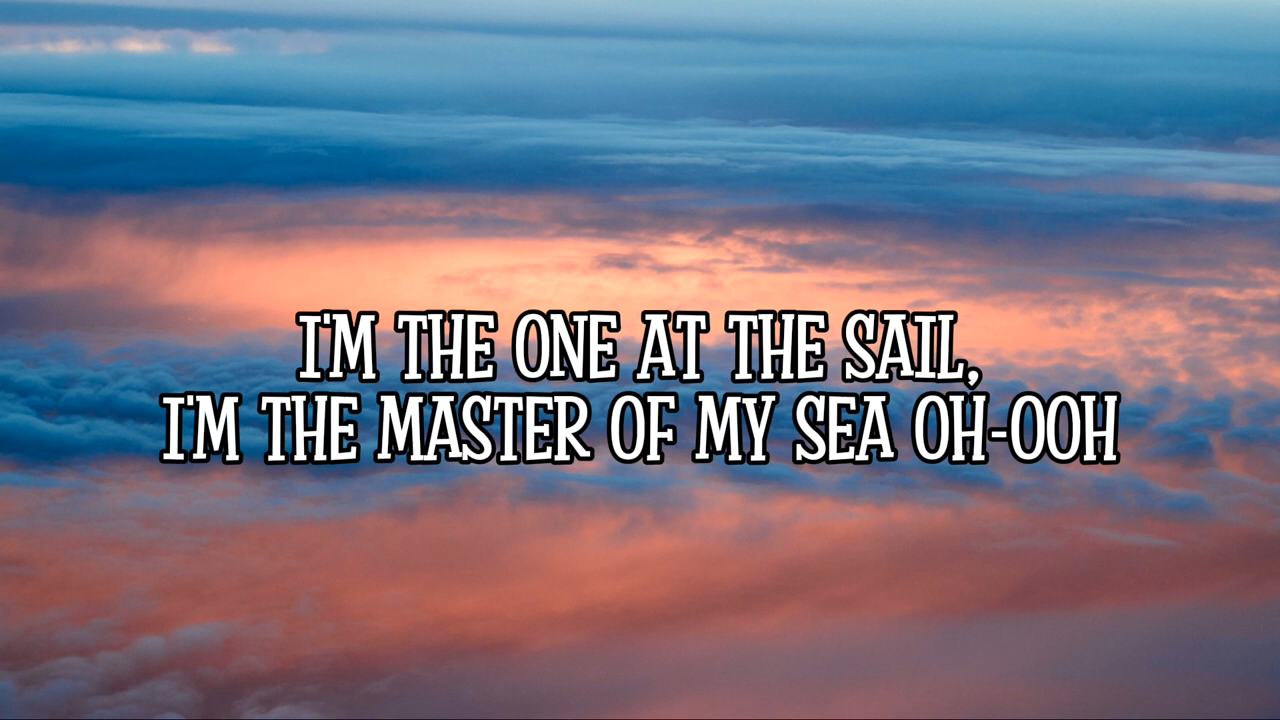 I'M THE ONE AT THE SAIL,
I'M THE MASTER OF MY SEA OH-OOH